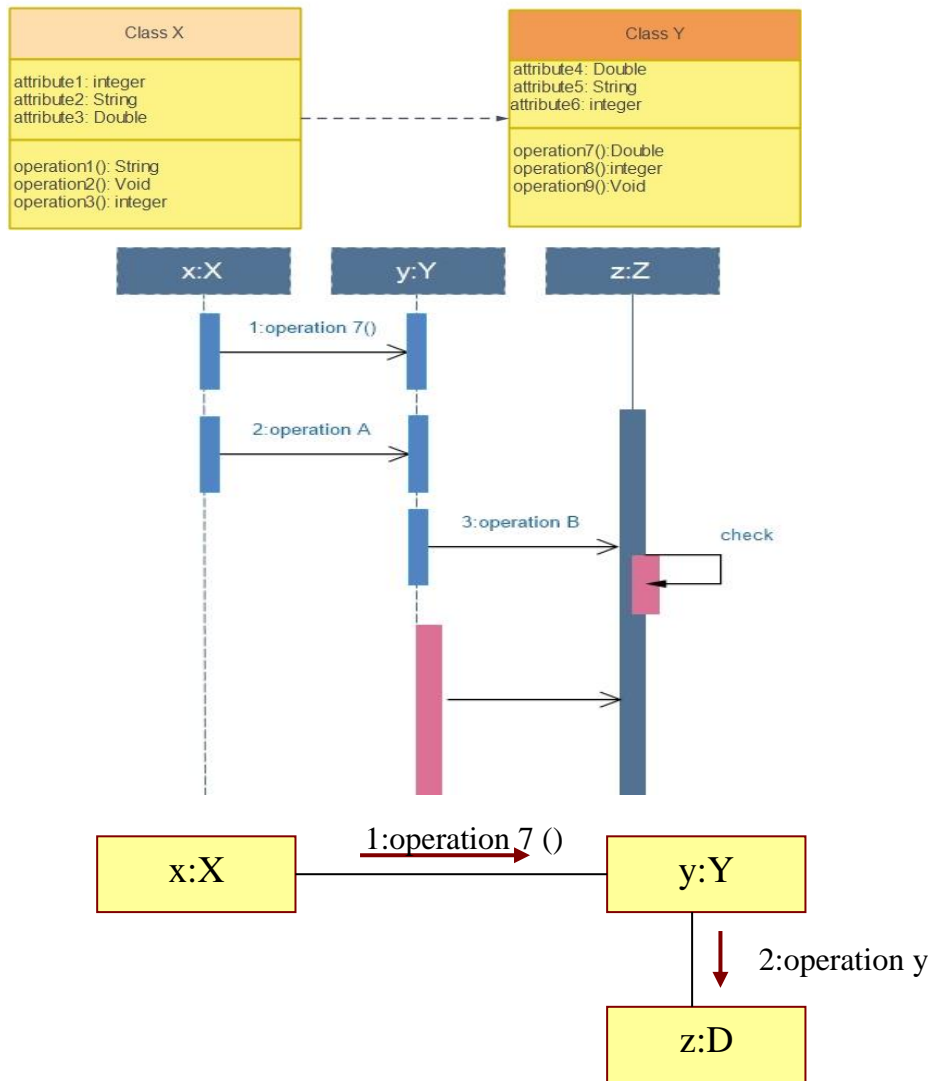 Class X
attribute1: integer
attribute2: String
attribute3: Double
operation1(): String
operation2(): Void
operation3(): integer
Class Y
attribute4: Double
attribute5: String
attribute6: integer
operation7():Double
operation8():integer
operation9():Void
x:X
y:Y
z:Z
1:operation 7()
2:operation A
3:operation B
check
1:operation 7 ()
x:X
y:Y
2:operation y
z:D